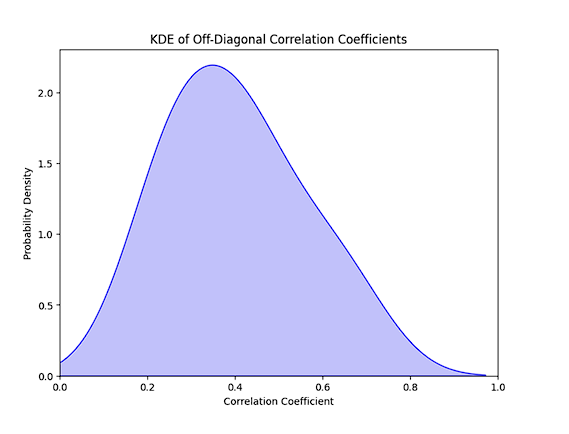 KDE of Off-Diagonal Correlation Coefficients
Probability Density
2.0
1.5
1.0
0.5
0.0
0.0 0.2 0.4 0.6 0.8 1.0
Correlation Coefficient